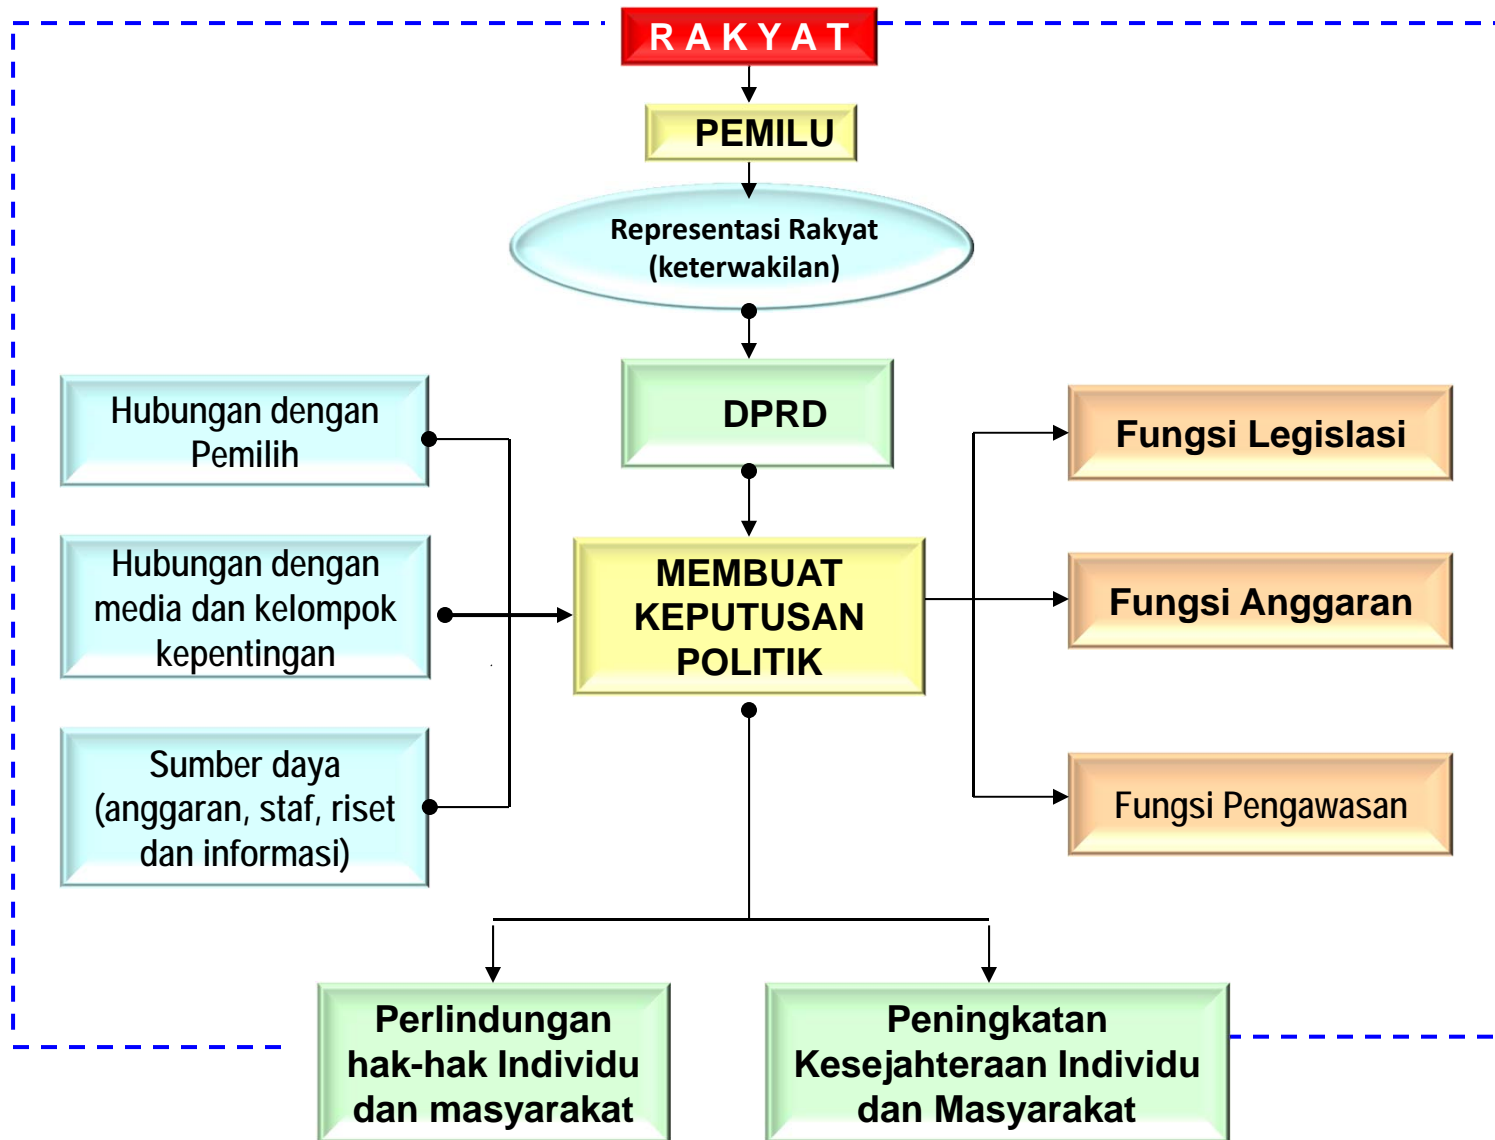 R A K Y A T
PEMILU
Representasi Rakyat
(keterwakilan)
DPRD
Hubungan dengan
Pemilih
Hubungan dengan
media dan kelompok
kepentingan
Sumber daya
(anggaran, staf, riset
dan informasi)
MEMBUAT
KEPUTUSAN
POLITIK
Fungsi Legislasi
Fungsi Anggaran
Fungsi Pengawasan
Perlindungan
hak-hak Individu
dan masyarakat
Peningkatan
Kesejahteraan Individu
dan Masyarakat